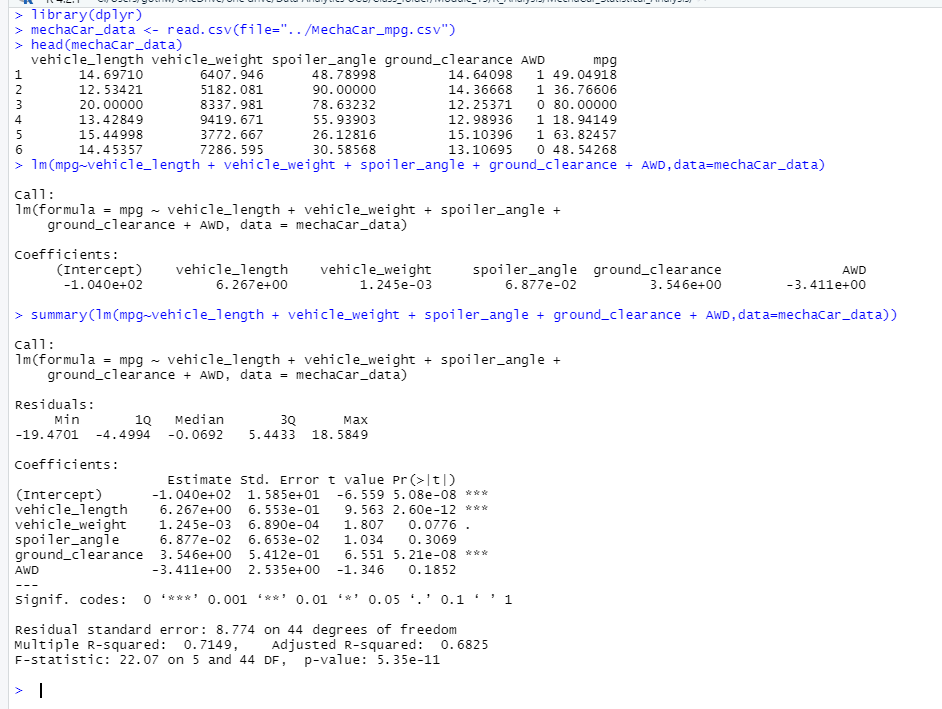 > library(dplyr)
> mechaCar_data <- read.csv(file="../MechaCar_mpg.csv")
> head(mechaCar_data)
  vehicle_length vehicle_weight spoiler_angle ground_clearance AWD      mpg
1       14.69710       6407.946      48.78998         14.64098   1 49.04918
2       12.53421       5182.081      90.00000         14.36668   1 36.76606
3       20.00000       8337.981      78.63232         12.25371   0 80.00000
4       13.42849       9419.671      55.93903         12.98936   1 18.94149
5       15.44998       3772.667      26.12816         15.10396   1 63.82457
6       14.45357       7286.595      30.58568         13.10695   0 48.54268
> lm(mpg~vehicle_length + vehicle_weight + spoiler_angle + ground_clearance + AWD,data=mechaCar_data)
Call:
lm(formula = mpg ~ vehicle_length + vehicle_weight + spoiler_angle +
    ground_clearance + AWD, data = mechaCar_data)
Coefficients:
     (Intercept)    vehicle_length    vehicle_weight     spoiler_angle  ground_clearance               AWD
      -1.040e+02         6.267e+00         1.245e-03         6.877e-02         3.546e+00        -3.411e+00
> summary(lm(mpg~vehicle_length + vehicle_weight + spoiler_angle + ground_clearance + AWD,data=mechaCar_data))
Call:
lm(formula = mpg ~ vehicle_length + vehicle_weight + spoiler_angle +
    ground_clearance + AWD, data = mechaCar_data)
Residuals:
     Min       1Q   Median       3Q      Max
-19.4701  -4.4994  -0.0692   5.4433  18.5849
Coefficients:
                   Estimate Std. Error t value Pr(>|t|)
(Intercept)      -1.040e+02  1.585e+01  -6.559 5.08e-08 ***
vehicle_length    6.267e+00  6.553e-01   9.563 2.60e-12 ***
vehicle_weight    1.245e-03  6.890e-04   1.807   0.0776 .
spoiler_angle     6.877e-02  6.653e-02   1.034   0.3069
ground_clearance  3.546e+00  5.412e-01   6.551 5.21e-08 ***
AWD              -3.411e+00  2.535e+00  -1.346   0.1852
---
Signif. codes:  0 ‘***’ 0.001 ‘**’ 0.01 ‘*’ 0.05 ‘.’ 0.1 ‘ ’ 1
Residual standard error: 8.774 on 44 degrees of freedom
Multiple R-squared:  0.7149,    Adjusted R-squared:  0.6825
F-statistic: 22.07 on 5 and 44 DF,  p-value: 5.35e-11
>